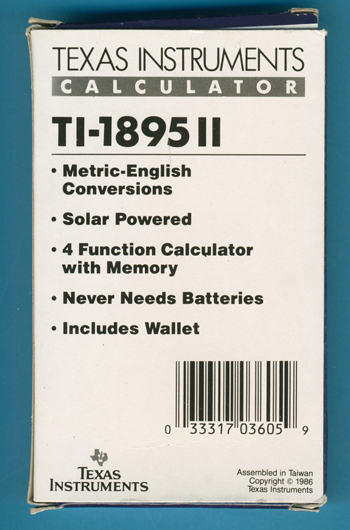 TEXAS INSTRUMENTS
CALCULATOR
TI-1895 II
• Metric-English
Conversions
• Solar Powered
• 4 Function Calculator
with Memory
• Never Needs Batteries
• Includes Wallet
0 33317 03605 9
TEXAS
INSTRUMENTS
Assembled in Taiwan
Copyright © 1986
Texas Instruments